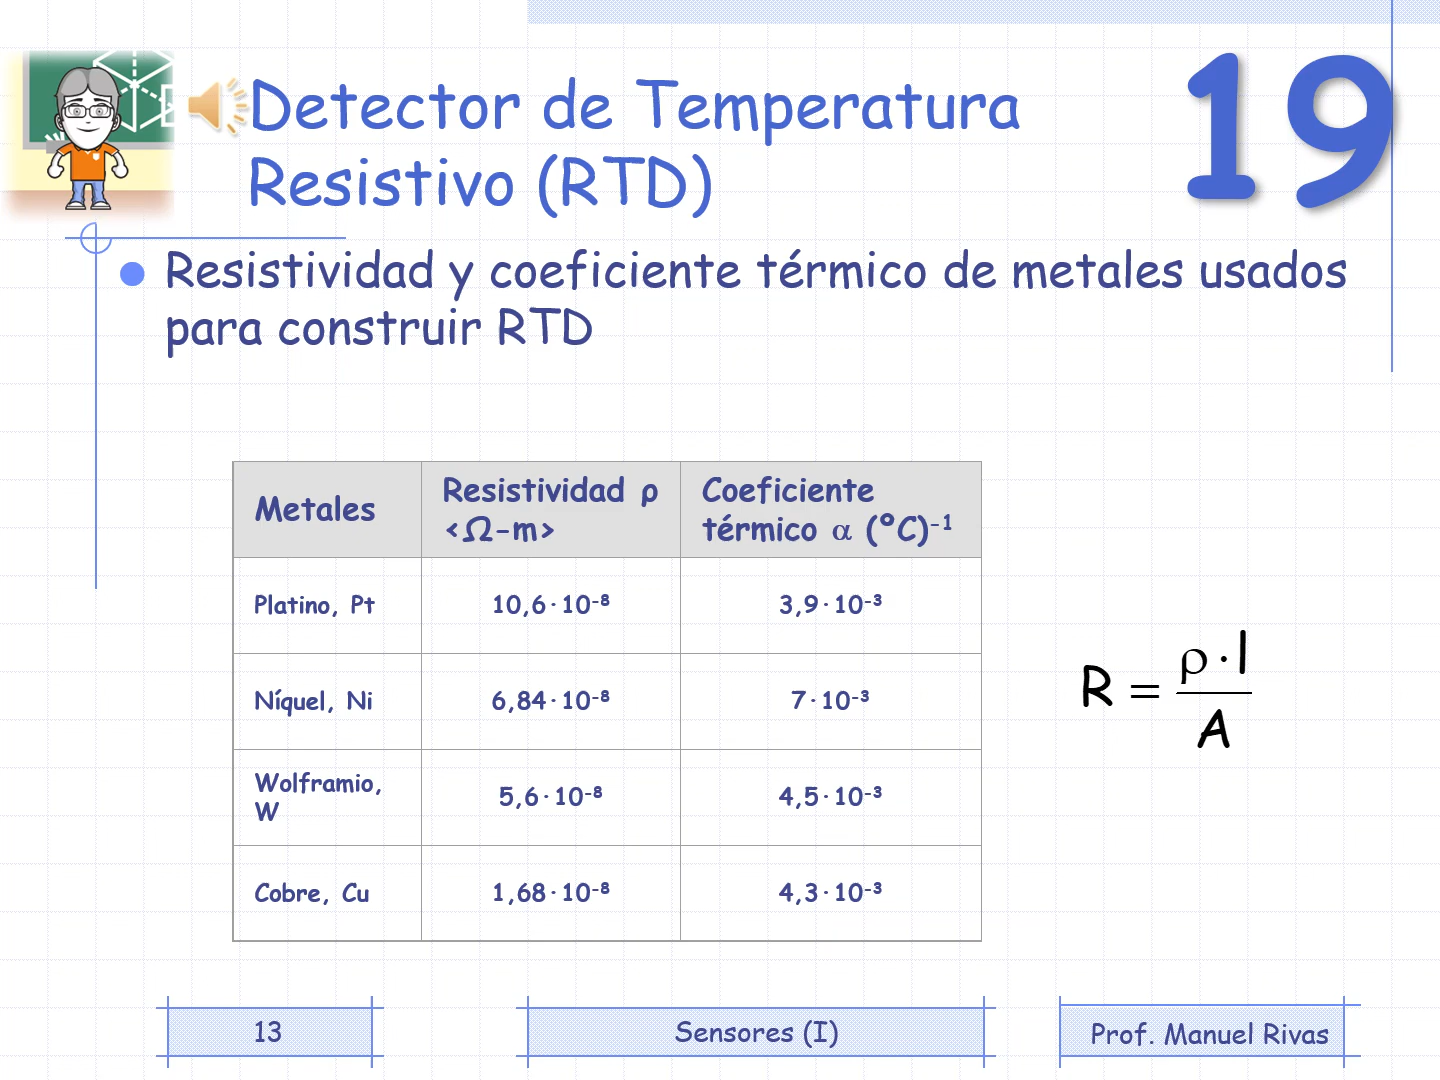 19
Detector de Temperatura
Resistivo (RTD)
Resistividad y coeficiente térmico de metales usados
para construir RTD
Metales
Resistividad ρ
<Ω-m>
Coeficiente
térmico α (ºC)⁻¹
Platino, Pt
10,6·10⁻⁸
3,9·10⁻³
Níquel, Ni
6,84·10⁻⁸
7·10⁻³
Wolframio,
W
5,6·10⁻⁸
4,5·10⁻³
Cobre, Cu
1,68·10⁻⁸
4,3·10⁻³
R = ρ·l / A
13
Sensores (I)
Prof. Manuel Rivas